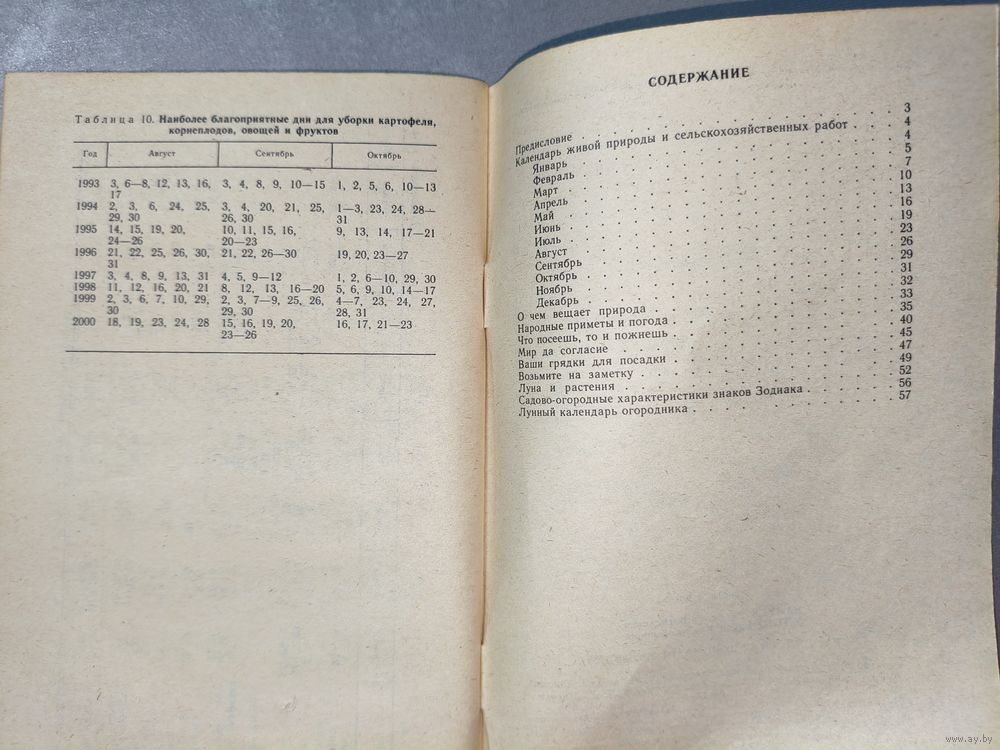 Таблица 10. Наиболее благоприятные дни для уборки картофеля,
корнеплодов, овощей и фруктов
Год Август Сентябрь Октябрь
1993 3, 6—8, 12, 13, 16, 3, 4, 8, 9, 10—15 1, 2, 5, 6, 10—13
17
1994 2, 3, 6, 24, 25, 3, 4, 20, 21, 25, 1—3, 23, 24, 28—
29, 30 26, 30 31
1995 14, 15, 19, 20, 10, 11, 15, 16, 9, 13, 14, 17—21
24—26 20—23
1996 21, 22, 25, 26, 30, 21, 22, 26—30 19, 20, 23—27
31
1997 3, 4, 8, 9, 13, 31 4, 5, 9—12 1, 2, 6—10, 29, 30
1998 11, 12, 16, 20, 21 8, 12, 13, 16—20 5, 6, 9, 10, 14—17
1999 2, 3, 6, 7, 10, 29, 2, 3, 7—9, 25, 26, 4—7, 23, 24, 27,
30 29, 30 28, 31
2000 18, 19, 23, 24, 28 15, 16, 19, 20, 16, 17, 21—23
23—26
СОДЕРЖАНИЕ
Предисловие 3
Календарь живой природы и сельскохозяйственных работ 4
Январь 4
Февраль 5
Март 7
Апрель 10
Май 13
Июнь 16
Июль 19
Август 23
Сентябрь 26
Октябрь 29
Ноябрь 31
Декабрь 32
О чем вещает природа 33
Народные приметы и погода 35
Что посеешь, то и пожнешь 40
Мир да согласие 45
Ваши грядки для посадки 47
Возьмите на заметку 49
Луна и растения 52
Садово-огородные характеристики знаков Зодиака 56
Лунный календарь огородника 57
www.ay.by